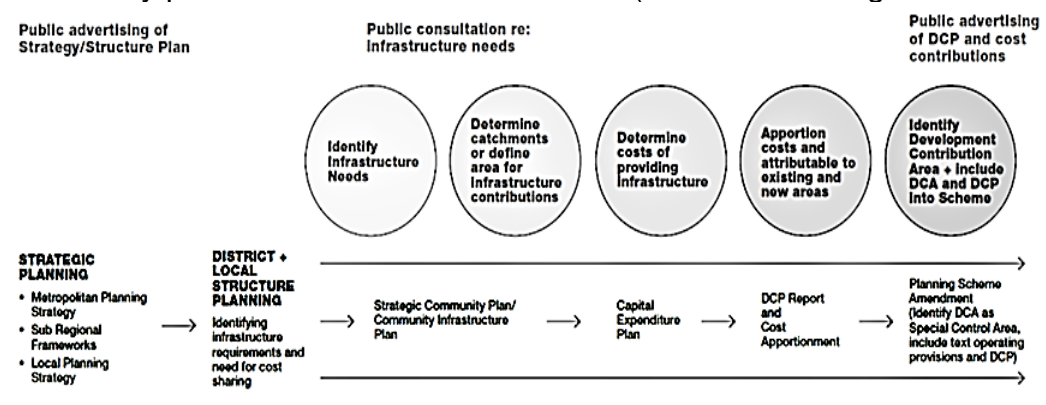 Public advertising of
Strategy/Structure Plan
Public consultation re:
Infrastructure needs
Public advertising
of DCP and cost
contributions
Identify
Infrastructure
Needs
Determine
catchments
or define
area for
Infrastructure
contributions
Determine
costs of
providing
Infrastructure
Apportion
costs and
attributable to
existing and
new areas
Identify
Development
Contribution
Area + Include
DCA and DCP
Into Scheme
STRATEGIC
PLANNING
• Metropolitan Planning
Strategy
• Sub Regional
Frameworks
• Local Planning
Strategy
DISTRICT +
LOCAL
STRUCTURE
PLANNING
Identifying
infrastructure
requirements and
need for cost
sharing
Strategic Community Plan/
Community Infrastructure
Plan
Capital
Expenditure
Plan
DCP Report
and
Cost
Apportionment
Planning Scheme
Amendment
(Identify DCA as
Special Control Area,
include text operating
provisions and DCP)